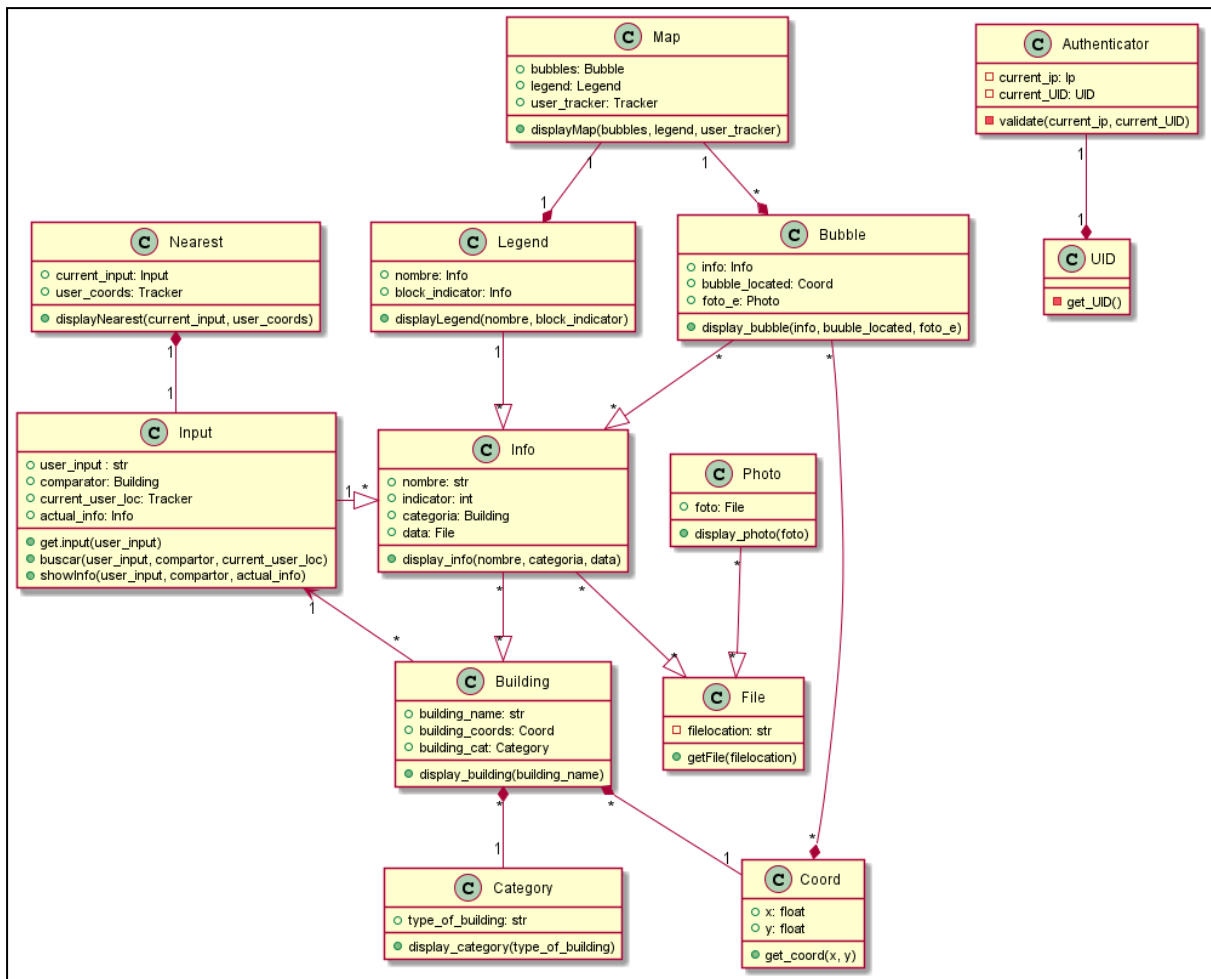 C Map
bubbles: Bubble
legend: Legend
user_tracker: Tracker
displayMap(bubbles, legend, user_tracker)
C Authenticator
current_ip: Ip
current_UID: UID
validate(current_ip, current_UID)
1
1
1
1
*
1
C Nearest
current_input: Input
user_coords: Tracker
displayNearest(current_input, user_coords)
C Legend
nombre: Info
block_indicator: Info
displayLegend(nombre, block_indicator)
C Bubble
info: Info
bubble_located: Coord
foto_e: Photo
display_bubble(info, buuble_located, foto_e)
C UID
get_UID()
1
1
*
*
1
*
*
C Input
user_input : str
comparator: Building
current_user_loc: Tracker
actual_info: Info
get.input(user_input)
buscar(user_input, compartor, current_user_loc)
showInfo(user_input, compartor, actual_info)
1 *
C Info
nombre: str
indicator: int
categoria: Building
data: File
display_info(nombre, categoria, data)
C Photo
foto: File
display_photo(foto)
*
*
*
1
*
*
*
*
C Building
building_name: str
building_coords: Coord
building_cat: Category
display_building(building_name)
C File
filelocation: str
getFile(filelocation)
*
*
*
1
1
C Category
type_of_building: str
display_category(type_of_building)
C Coord
x: float
y: float
get_coord(x, y)